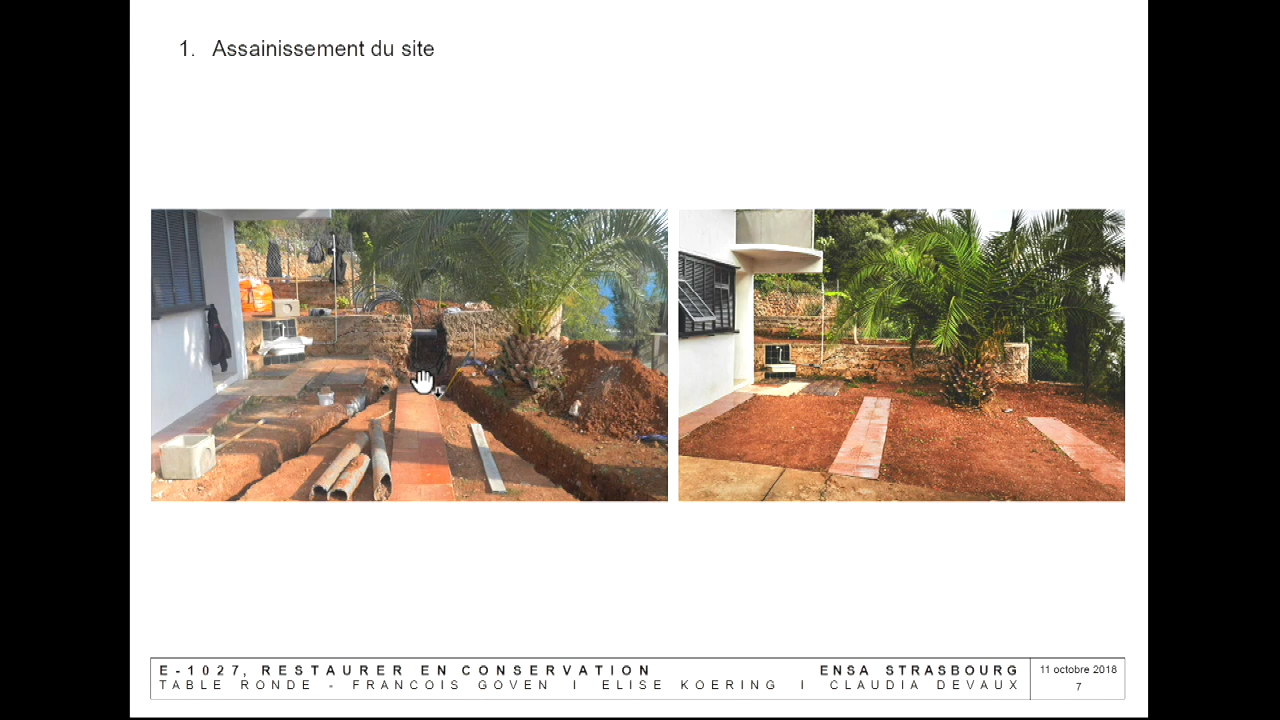 1. Assainissement du site
E-1027, RESTAURER EN CONSERVATION ENSA STRASBOURG
TABLE RONDE - FRANCOIS GOVEN I ELISE KOERING I CLAUDIA DEVAUX
11 octobre 2018
7